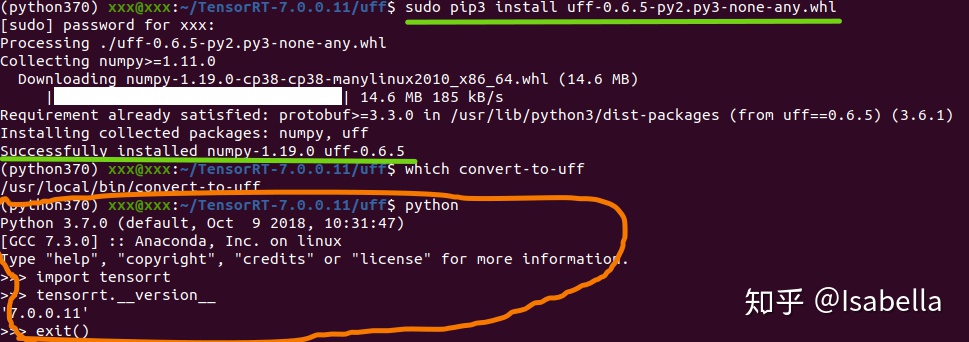 (python370) xxx@xxx:~/TensorRT-7.0.0.11/uff$ sudo pip3 install uff-0.6.5-py2.py3-none-any.whl
[sudo] password for xxx:
Processing ./uff-0.6.5-py2.py3-none-any.whl
Collecting numpy>=1.11.0
  Downloading numpy-1.19.0-cp38-cp38-manylinux2010_x86_64.whl (14.6 MB)
     | | 14.6 MB 185 kB/s
Requirement already satisfied: protobuf>=3.3.0 in /usr/lib/python3/dist-packages (from uff==0.6.5) (3.6.1)
Installing collected packages: numpy, uff
Successfully installed numpy-1.19.0 uff-0.6.5
(python370) xxx@xxx:~/TensorRT-7.0.0.11/uff$ which convert-to-uff
/usr/local/bin/convert-to-uff
(python370) xxx@xxx:~/TensorRT-7.0.0.11/uff$ python
Python 3.7.0 (default, Oct  9 2018, 10:31:47)
[GCC 7.3.0] :: Anaconda, Inc. on linux
Type "help", "copyright", "credits" or "license" for more information.
>>> import tensorrt
>>> tensorrt.__version__
'7.0.0.11'
>>> exit()
知乎 @Isabella